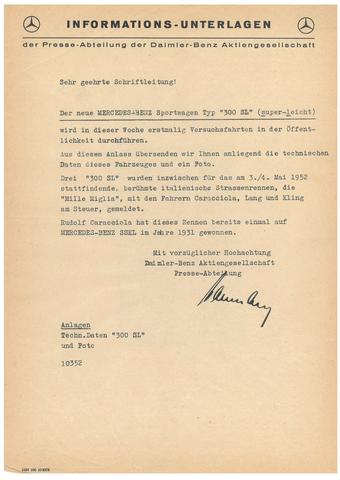 INFORMATIONS-UNTERLAGEN
der Presse-Abteilung der Daimler-Benz Aktiengesellschaft
Sehr geehrte Schriftleitung!
Der neue MERCEDES-BENZ Sportwagen Typ "300 SL" (super-leicht)
wird in dieser Woche erstmalig Versuchsfahrten in der Öffent-
lichkeit durchführen.
Aus diesem Anlass übersenden wir Ihnen anliegend die technischen
Daten dieses Fahrzeuges und ein Foto.
Drei "300 SL" wurden inzwischen für das am 3./4. Mai 1952
stattfindende, berühmte italienische Strassenrennen, die
"Mille Miglia", mit den Fahrern Caracciola, Lang und Kling
am Steuer, gemeldet.
Rudolf Caracciola hat dieses Rennen bereits einmal auf
MERCEDES-BENZ SSKL im Jahre 1931 gewonnen.
Mit vorzüglicher Hochachtung
Daimler-Benz Aktiengesellschaft
Presse-Abteilung
Anlagen
Techn.Daten "300 SL"
und Foto
10352